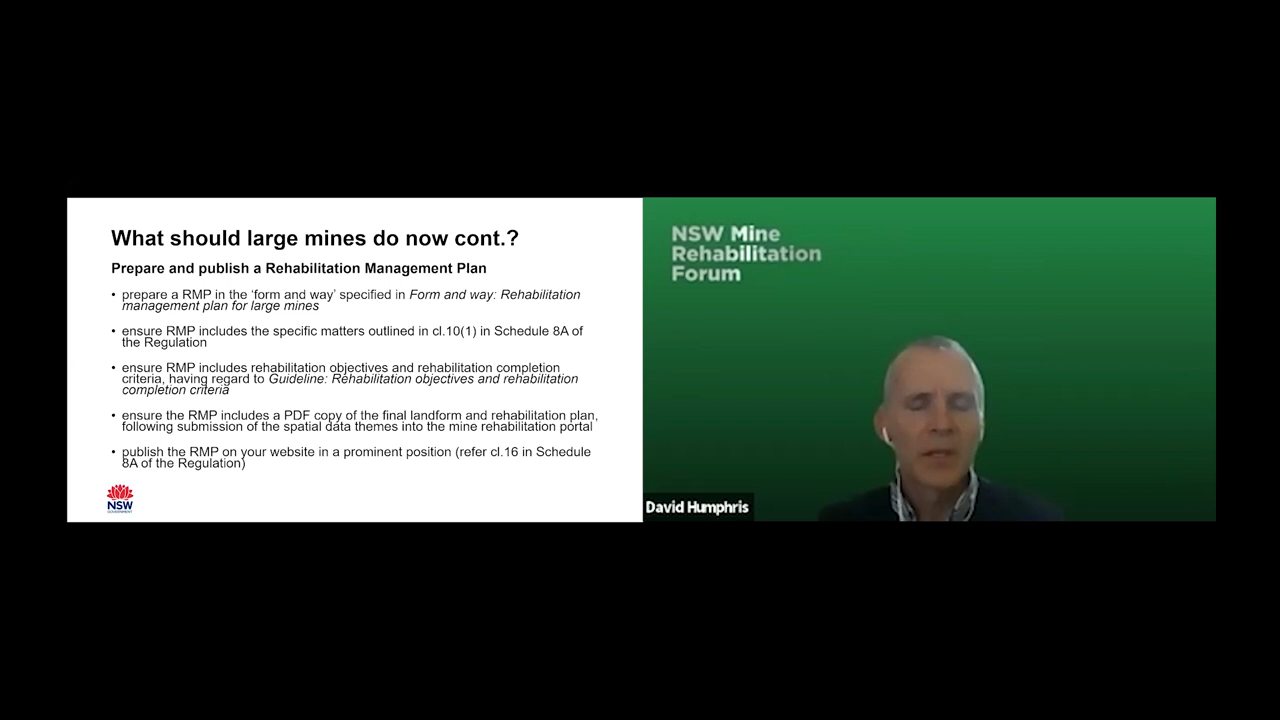 What should large mines do now cont.?
Prepare and publish a Rehabilitation Management Plan
• prepare a RMP in the ‘form and way’ specified in Form and way: Rehabilitation
management plan for large mines
• ensure RMP includes the specific matters outlined in cl.10(1) in Schedule 8A of
the Regulation
• ensure RMP includes rehabilitation objectives and rehabilitation completion
criteria, having regard to Guideline: Rehabilitation objectives and rehabilitation
completion criteria
• ensure the RMP includes a PDF copy of the final landform and rehabilitation plan,
following submission of the spatial data themes into the mine rehabilitation portal
• publish the RMP on your website in a prominent position (refer cl.16 in Schedule
8A of the Regulation)
NSW
GOVERNMENT
NSW Mine
Rehabilitation
Forum
David Humphris